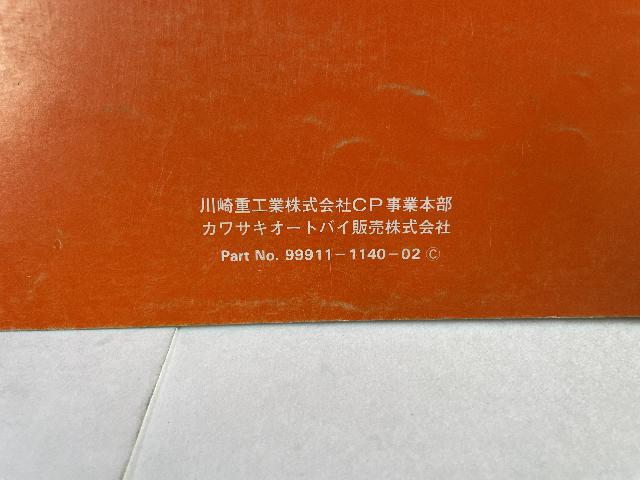 川崎重工業株式会社CP事業本部
カワサキオートバイ販売株式会社
Part No. 99911-1140-02 ©